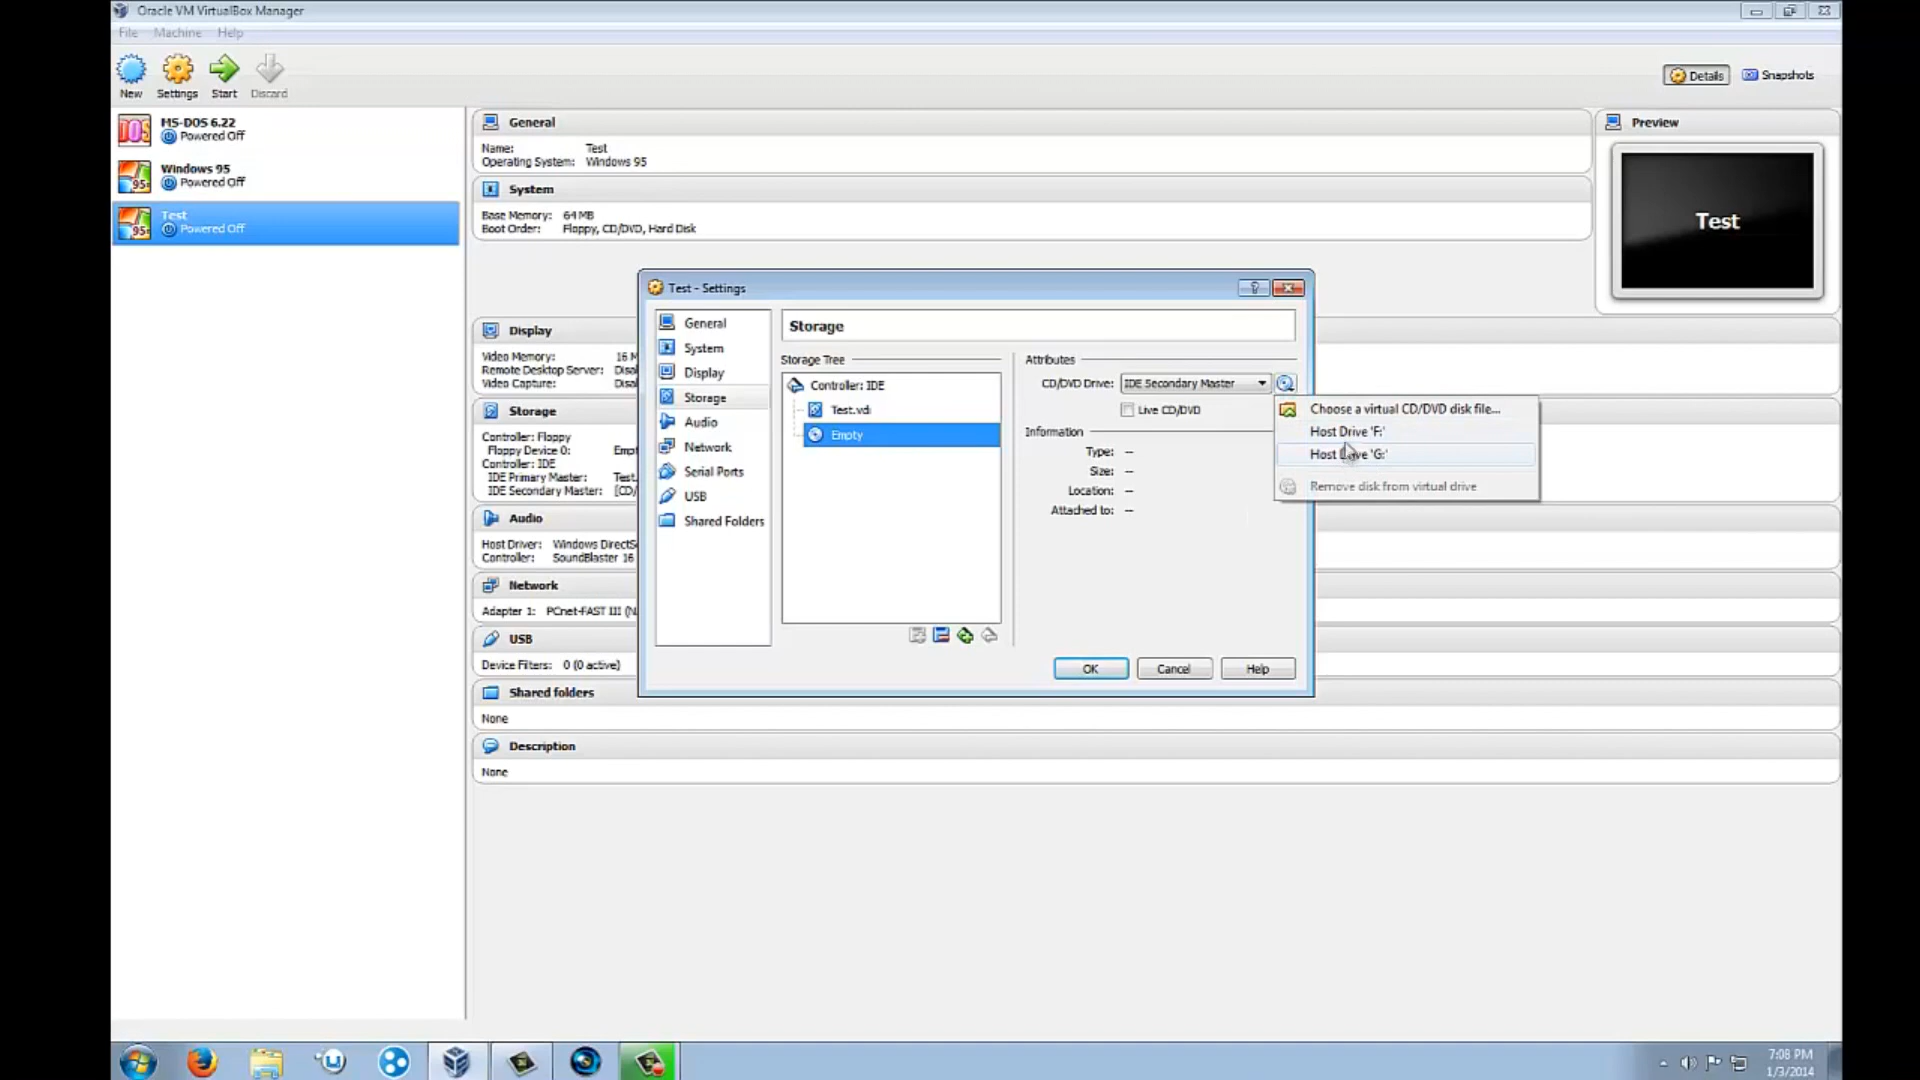 Oracle VM VirtualBox Manager
File Machine Help
New Settings Start Discard
Details Snapshots
MS-DOS 6.22
Powered Off
Windows 95
Powered Off
Test
Powered Off
General
Name: Test
Operating System: Windows 95
System
Base Memory: 64 MB
Boot Order: Floppy, CD/DVD, Hard Disk
Preview
Test
Display
Video Memory: 16 M
Remote Desktop Server: Disa
Video Capture: Disa
Storage
Controller: Floppy
Floppy Device 0: Empt
Controller: IDE
IDE Primary Master: Test.
IDE Secondary Master: [CD/
Audio
Host Driver: Windows DirectS
Controller: SoundBlaster 16
Network
Adapter 1: PCnet-FAST III (N
USB
Device Filters: 0 (0 active)
Shared folders
None
Description
None
Test - Settings
General
System
Display
Storage
Audio
Network
Serial Ports
USB
Shared Folders
Storage
Storage Tree
Controller: IDE
Test.vdi
Empty
Attributes
CD/DVD Drive: IDE Secondary Master
Live CD/DVD
Information
Type: --
Size: --
Location: --
Attached to: --
Choose a virtual CD/DVD disk file...
Host Drive 'F:'
Host Drive 'G:'
Remove disk from virtual drive
OK Cancel Help
7:08 PM
1/3/2014